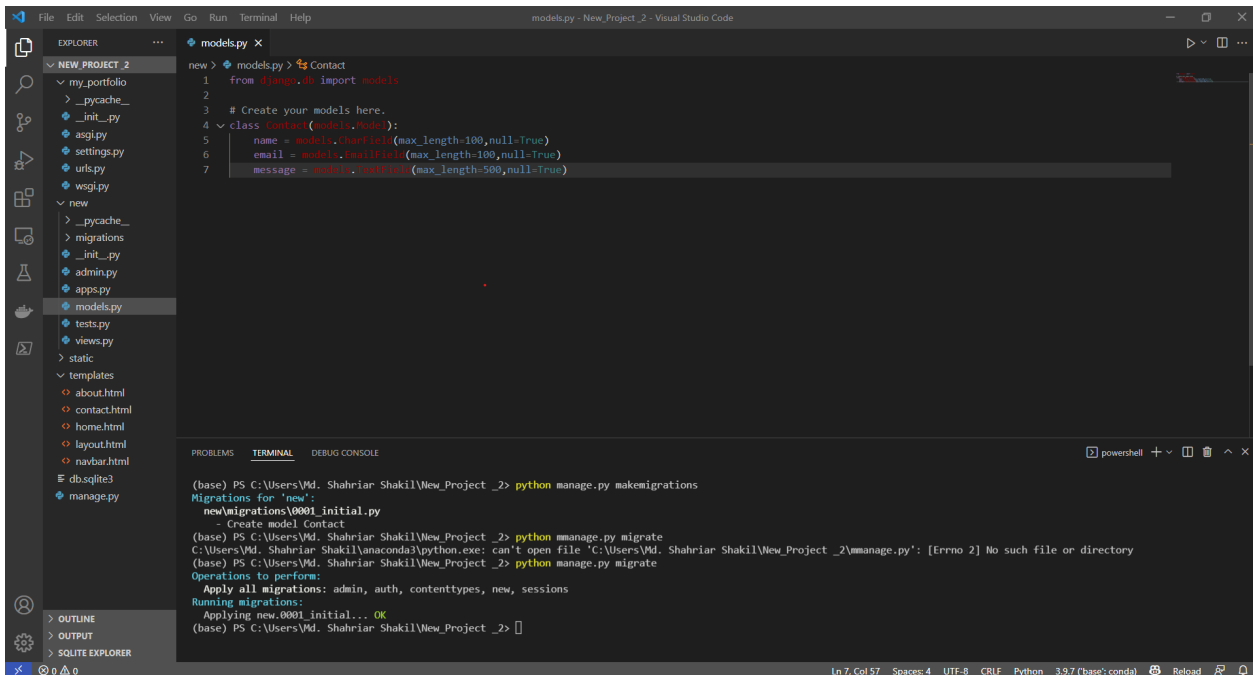 File Edit Selection View Go Run Terminal Help
models.py - New_Project _2 - Visual Studio Code
EXPLORER
NEW_PROJECT _2
my_portfolio
__pycache__
__init__.py
asgi.py
settings.py
urls.py
wsgi.py
new
__pycache__
migrations
__init__.py
admin.py
apps.py
models.py
tests.py
views.py
static
templates
about.html
contact.html
home.html
layout.html
navbar.html
db.sqlite3
manage.py
OUTLINE
OUTPUT
SQLITE EXPLORER
models.py
new > models.py > Contact
1 from django.db import models
2
3 # Create your models here.
4 class Contact(models.Model):
5 name = models.CharField(max_length=100,null=True)
6 email = models.EmailField(max_length=100,null=True)
7 message = models.TextField(max_length=500,null=True)
PROBLEMS TERMINAL DEBUG CONSOLE
powershell
(base) PS C:\Users\Md. Shahriar Shakil\New_Project _2> python manage.py makemigrations
Migrations for 'new':
new\migrations\0001_initial.py
- Create model Contact
(base) PS C:\Users\Md. Shahriar Shakil\New_Project _2> python mmanage.py migrate
C:\Users\Md. Shahriar Shakil\anaconda3\python.exe: can't open file 'C:\Users\Md. Shahriar Shakil\New_Project _2\mmanage.py': [Errno 2] No such file or directory
(base) PS C:\Users\Md. Shahriar Shakil\New_Project _2> python manage.py migrate
Operations to perform:
Apply all migrations: admin, auth, contenttypes, new, sessions
Running migrations:
Applying new.0001_initial... OK
(base) PS C:\Users\Md. Shahriar Shakil\New_Project _2>
0 0
Ln 7, Col 57 Spaces: 4 UTF-8 CRLF Python 3.9.7 ('base': conda) Reload